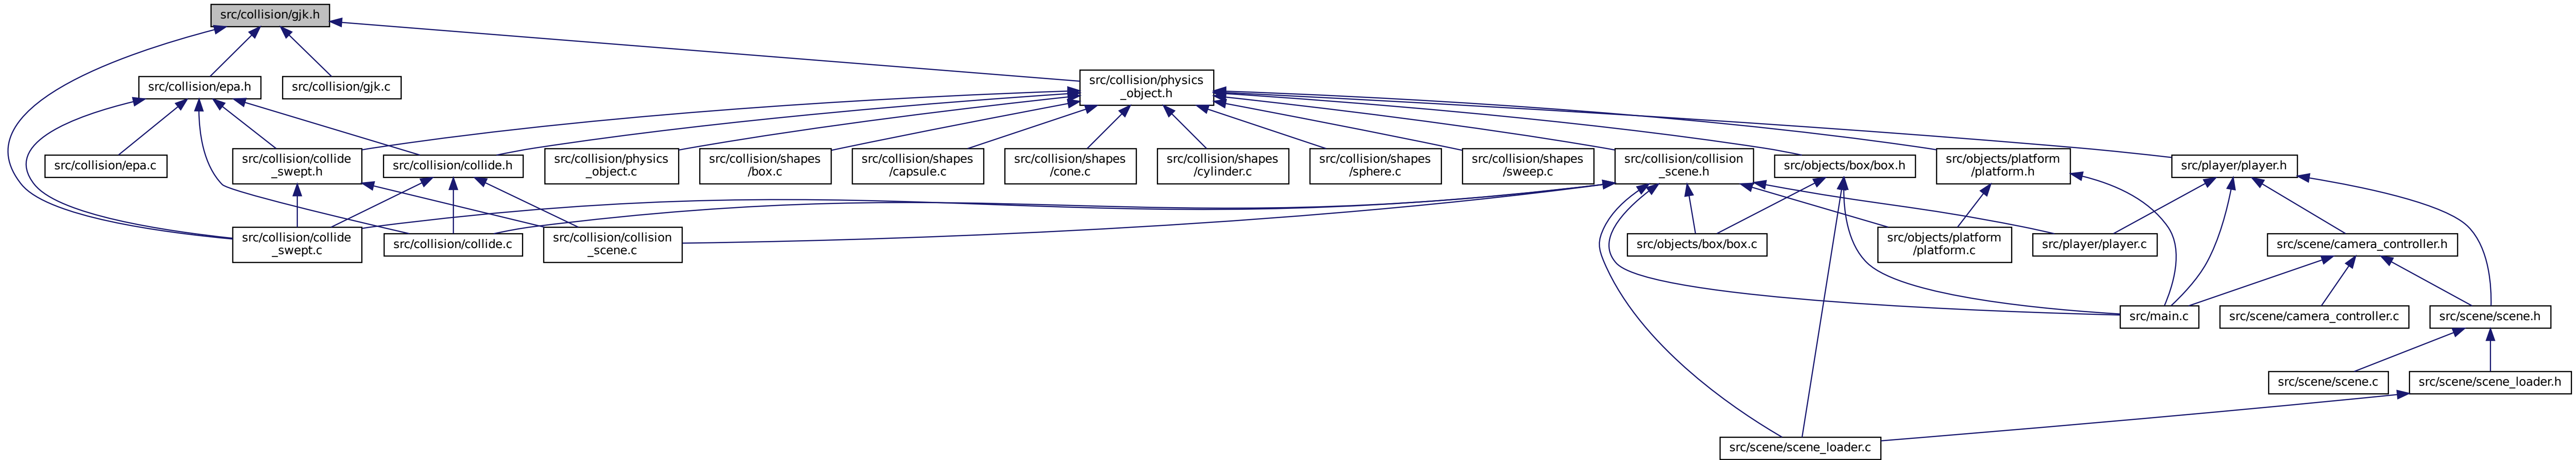 src/collision/gjk.h
src/collision/epa.h
src/collision/gjk.c
src/collision/physics
_object.h
src/collision/epa.c
src/collision/collide
_swept.h
src/collision/collide.h
src/collision/physics
_object.c
src/collision/shapes
/box.c
src/collision/shapes
/capsule.c
src/collision/shapes
/cone.c
src/collision/shapes
/cylinder.c
src/collision/shapes
/sphere.c
src/collision/shapes
/sweep.c
src/collision/collision
_scene.h
src/objects/box/box.h
src/objects/platform
/platform.h
src/player/player.h
src/collision/collide
_swept.c
src/collision/collide.c
src/collision/collision
_scene.c
src/objects/box/box.c
src/objects/platform
/platform.c
src/player/player.c
src/scene/camera_controller.h
src/main.c
src/scene/camera_controller.c
src/scene/scene.h
src/scene/scene.c
src/scene/scene_loader.h
src/scene/scene_loader.c